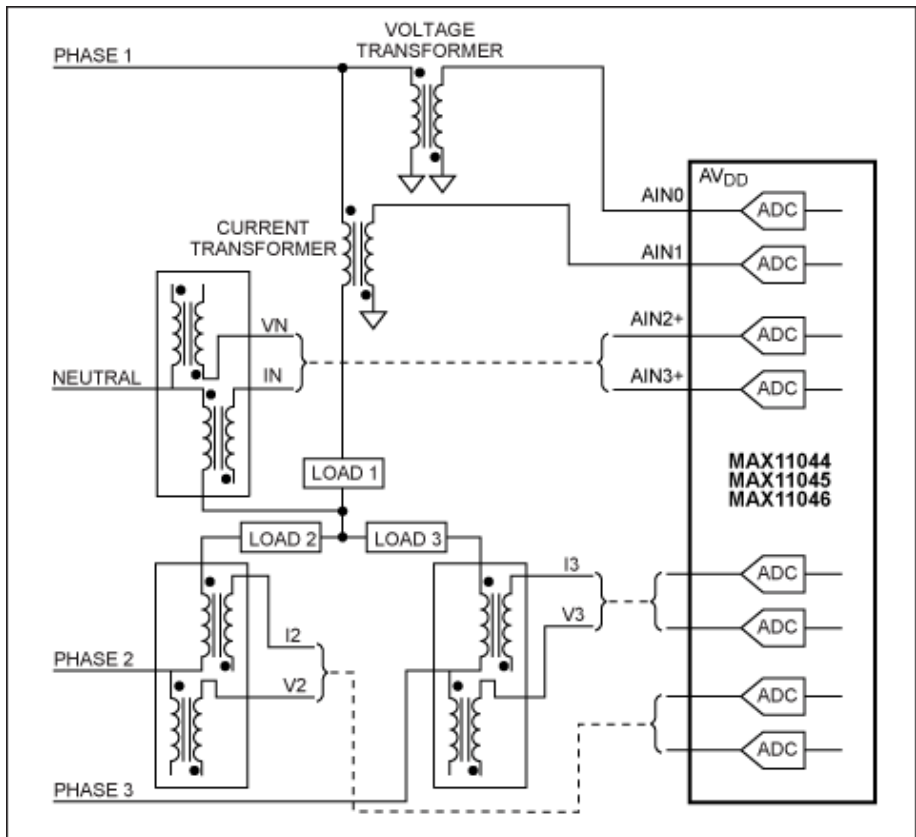 VOLTAGE
TRANSFORMER
PHASE 1
AV_DD
AIN0
ADC
CURRENT
TRANSFORMER
AIN1
ADC
VN
AIN2+
ADC
NEUTRAL
IN
AIN3+
ADC
LOAD 1
MAX11044
MAX11045
MAX11046
LOAD 2
LOAD 3
I3
ADC
V3
ADC
I2
PHASE 2
V2
ADC
ADC
PHASE 3